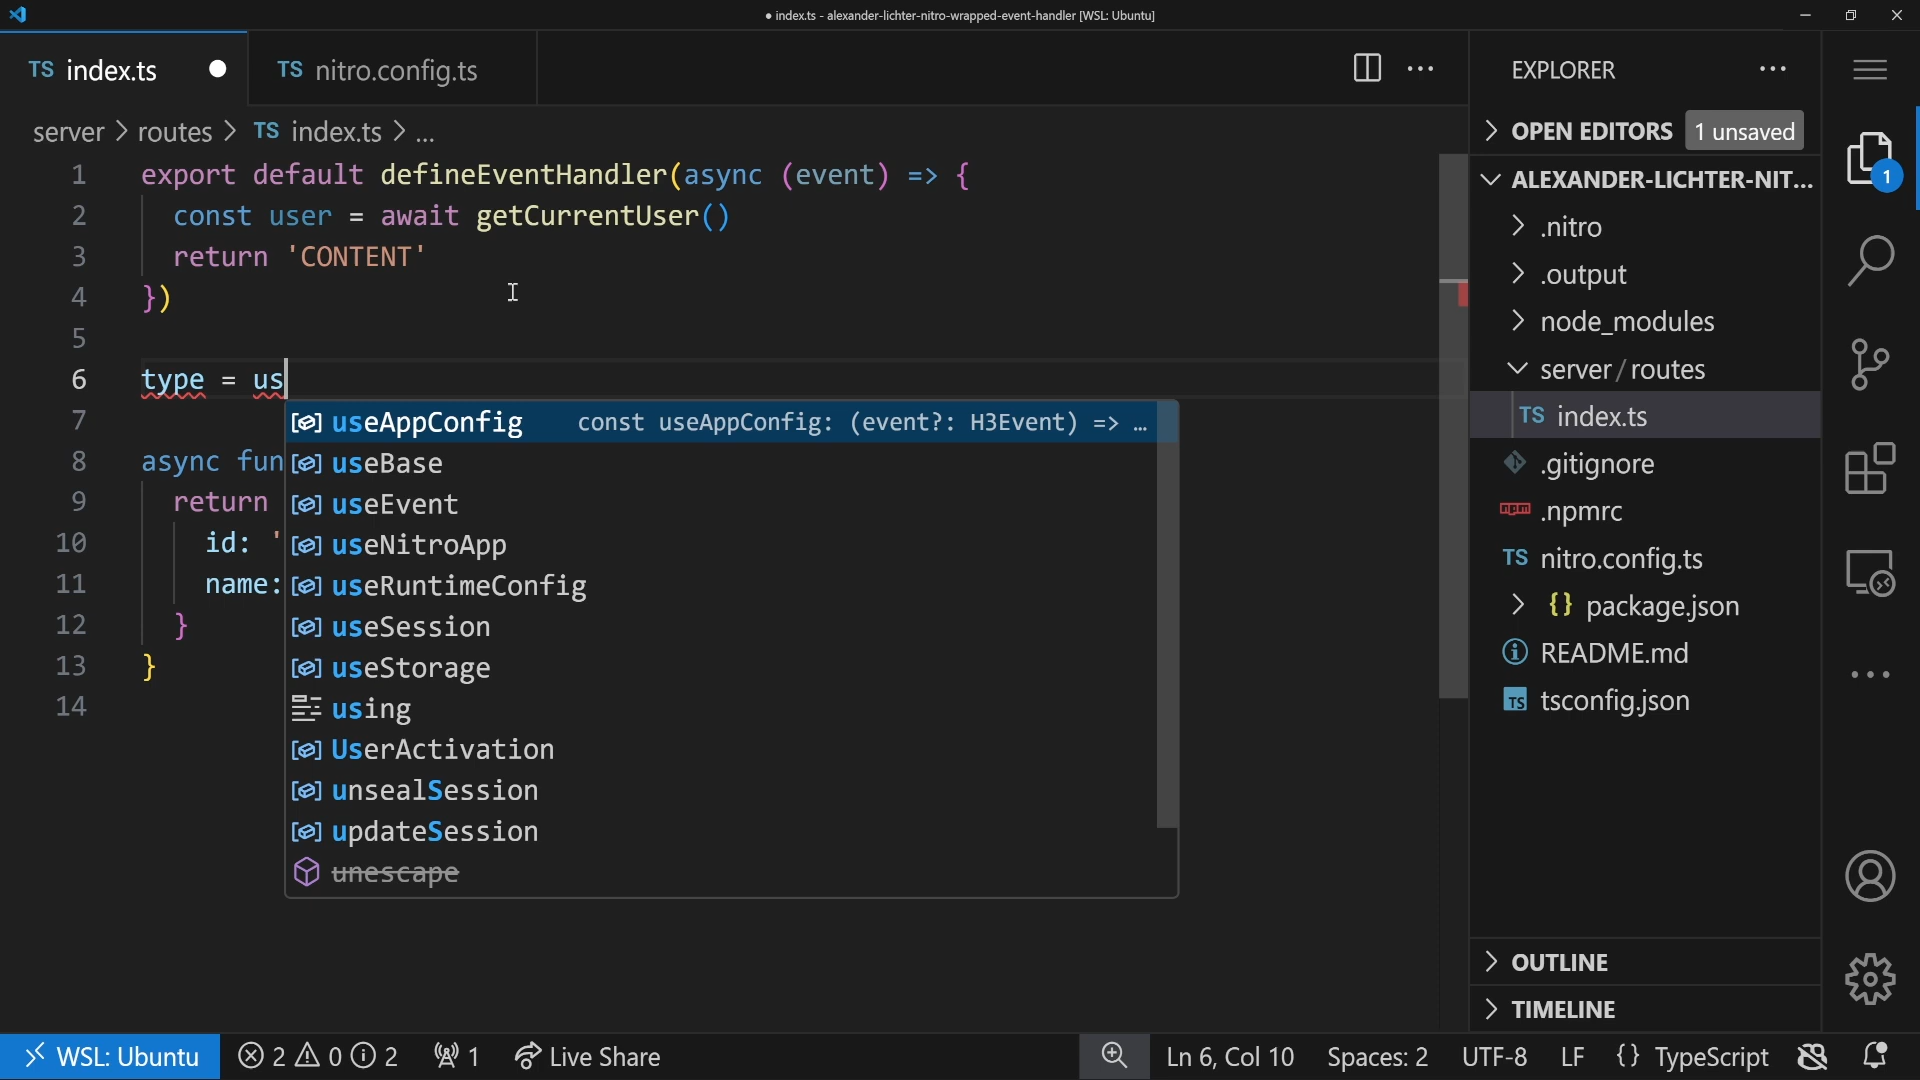 ● index.ts - alexander-lichter-nitro-wrapped-event-handler [WSL: Ubuntu]
TS index.ts
TS nitro.config.ts
server > routes > TS index.ts > ...
1 export default defineEventHandler(async (event) => {
2 const user = await getCurrentUser()
3 return 'CONTENT'
4 })
5
6 type = us
7
8 async fun
9 return
10 id: '
11 name:
12 }
13 }
14
useAppConfig const useAppConfig: (event?: H3Event) => …
useBase
useEvent
useNitroApp
useRuntimeConfig
useSession
useStorage
using
UserActivation
unsealSession
updateSession
unescape
EXPLORER
OPEN EDITORS 1 unsaved
ALEXANDER-LICHTER-NIT...
.nitro
.output
node_modules
server / routes
TS index.ts
.gitignore
npm .npmrc
TS nitro.config.ts
{} package.json
README.md
TS tsconfig.json
OUTLINE
TIMELINE
1
WSL: Ubuntu 2 0 2 1 Live Share
Ln 6, Col 10 Spaces: 2 UTF-8 LF {} TypeScript